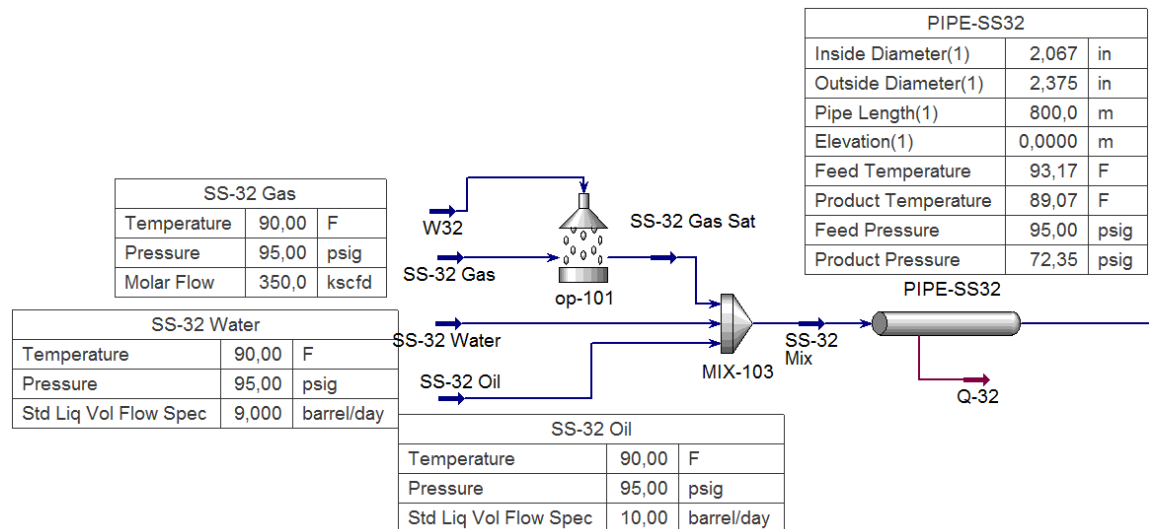 PIPE-SS32
Inside Diameter(1) 2,067 in
Outside Diameter(1) 2,375 in
Pipe Length(1) 800,0 m
Elevation(1) 0,0000 m
Feed Temperature 93,17 F
Product Temperature 89,07 F
Feed Pressure 95,00 psig
Product Pressure 72,35 psig
SS-32 Gas
Temperature 90,00 F
Pressure 95,00 psig
Molar Flow 350,0 kscfd
W32
SS-32 Gas
op-101
SS-32 Gas Sat
PIPE-SS32
SS-32 Water
Temperature 90,00 F
Pressure 95,00 psig
Std Liq Vol Flow Spec 9,000 barrel/day
SS-32 Water
SS-32 Oil
MIX-103
SS-32
Mix
Q-32
SS-32 Oil
Temperature 90,00 F
Pressure 95,00 psig
Std Liq Vol Flow Spec 10,00 barrel/day